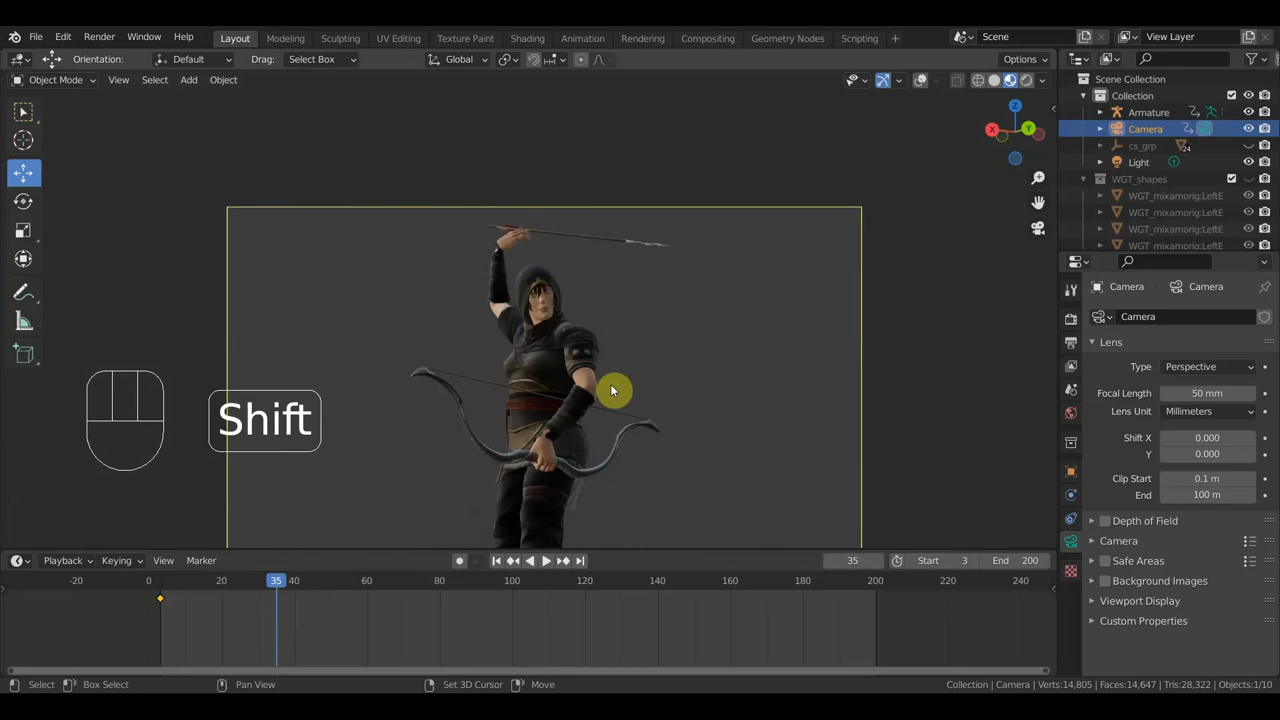 File Edit Render Window Help Layout Modeling Sculpting UV Editing Texture Paint Shading Animation Rendering Compositing Geometry Nodes Scripting + Scene View Layer
Orientation: Default Drag: Select Box Global Options
Object Mode View Select Add Object
Scene Collection
Collection
Armature
Camera
cs_grp 24
Light
WGT_shapes
WGT_mixamorig:LeftE
WGT_mixamorig:LeftE
WGT_mixamorig:LeftE
WGT_mixamorig:LeftE
X Y Z
Shift
Camera Camera
Camera
Lens
Type Perspective
Focal Length 50 mm
Lens Unit Millimeters
Shift X 0.000
Y 0.000
Clip Start 0.1 m
End 100 m
Depth of Field
Camera
Safe Areas
Background Images
Viewport Display
Custom Properties
Playback Keying View Marker 35 Start 3 End 200
-20 0 20 35 40 60 80 100 120 140 160 180 200 220 240
Select Box Select Pan View Set 3D Cursor Move Collection | Camera | Verts:14,805 | Faces:14,647 | Tris:28,322 | Objects:1/10